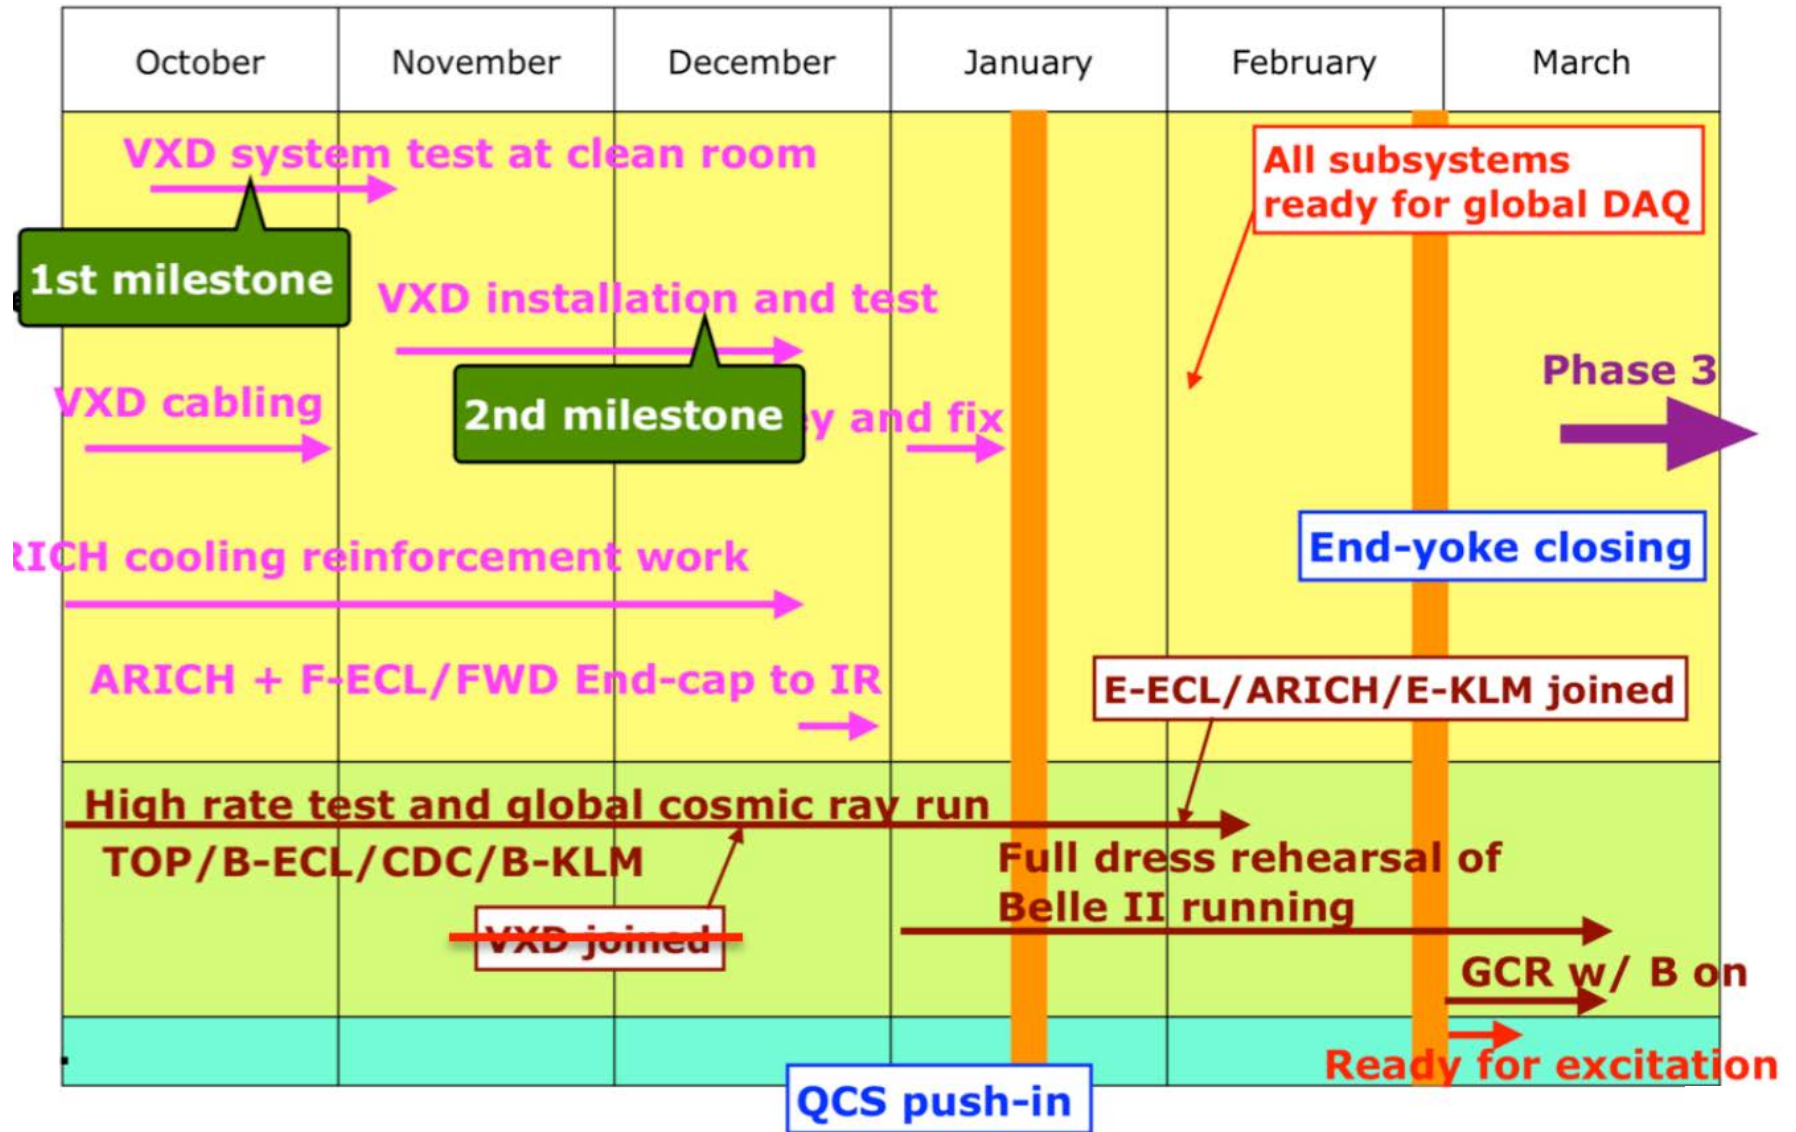 October November December January February March
VXD system test at clean room
All subsystems
ready for global DAQ
1st milestone
VXD installation and test
Phase 3
VXD cabling
2nd milestone
y and fix
End-yoke closing
RICH cooling reinforcement work
ARICH + F-ECL/FWD End-cap to IR
E-ECL/ARICH/E-KLM joined
High rate test and global cosmic ray run
TOP/B-ECL/CDC/B-KLM
Full dress rehearsal of
Belle II running
VXD joined
GCR w/ B on
Ready for excitation
QCS push-in